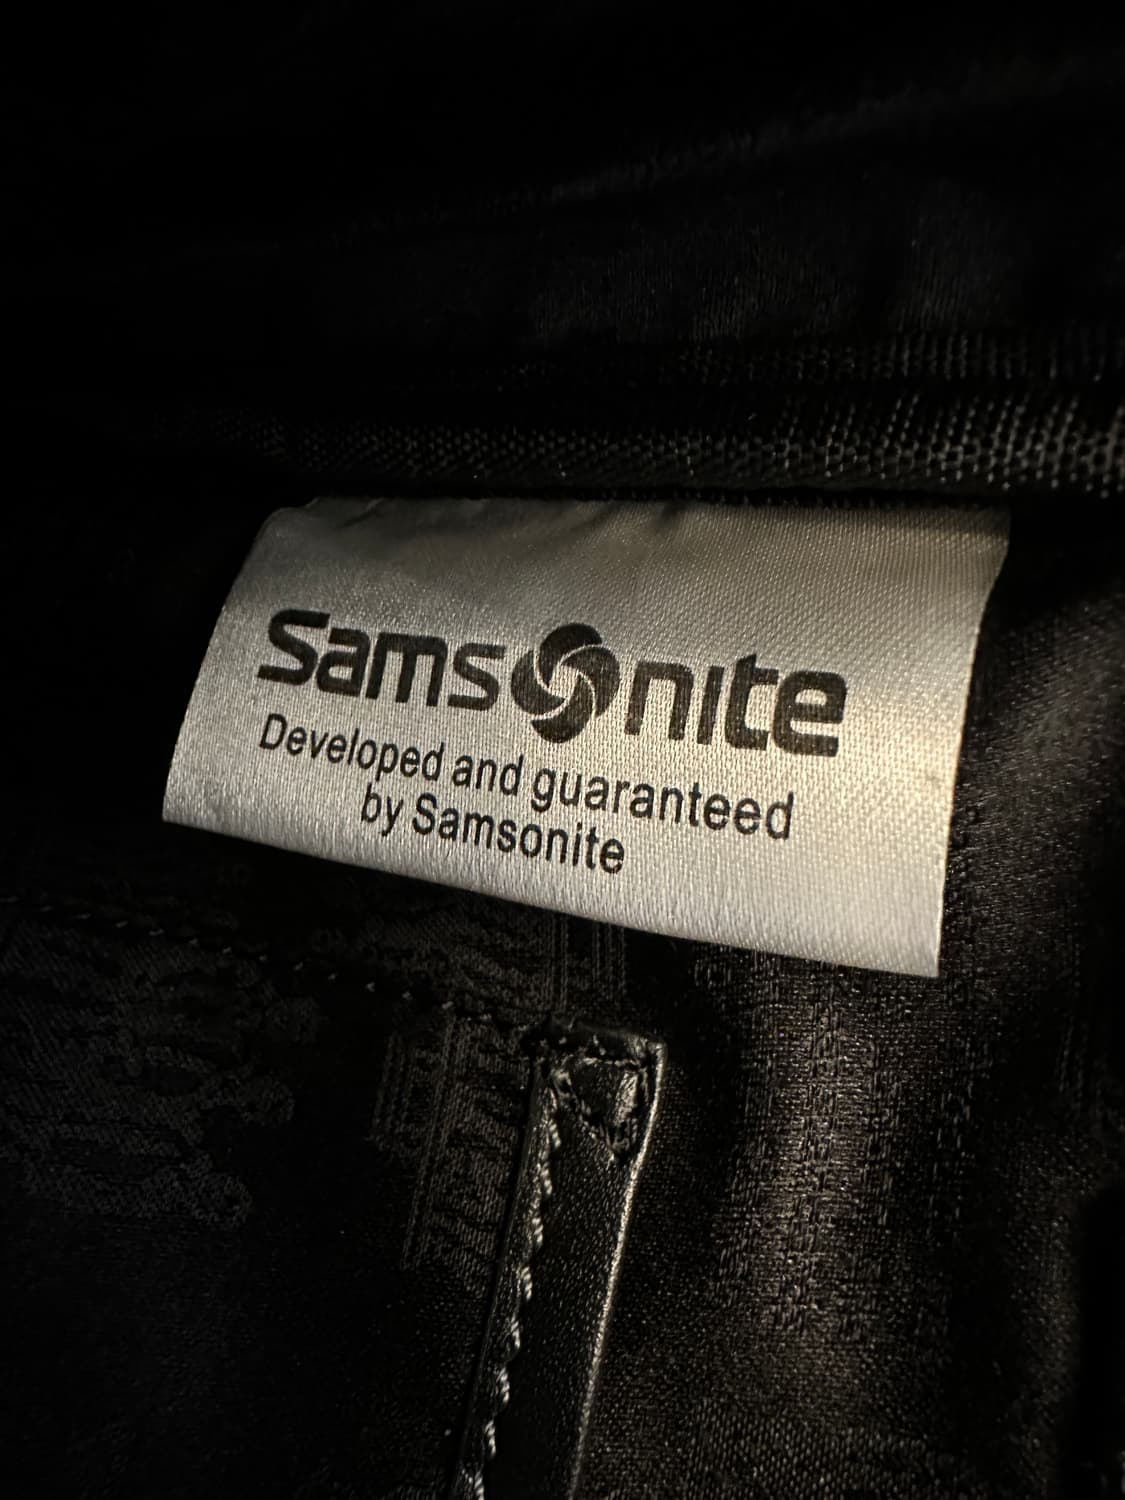 Samsonite
Developed and guaranteed
by Samsonite